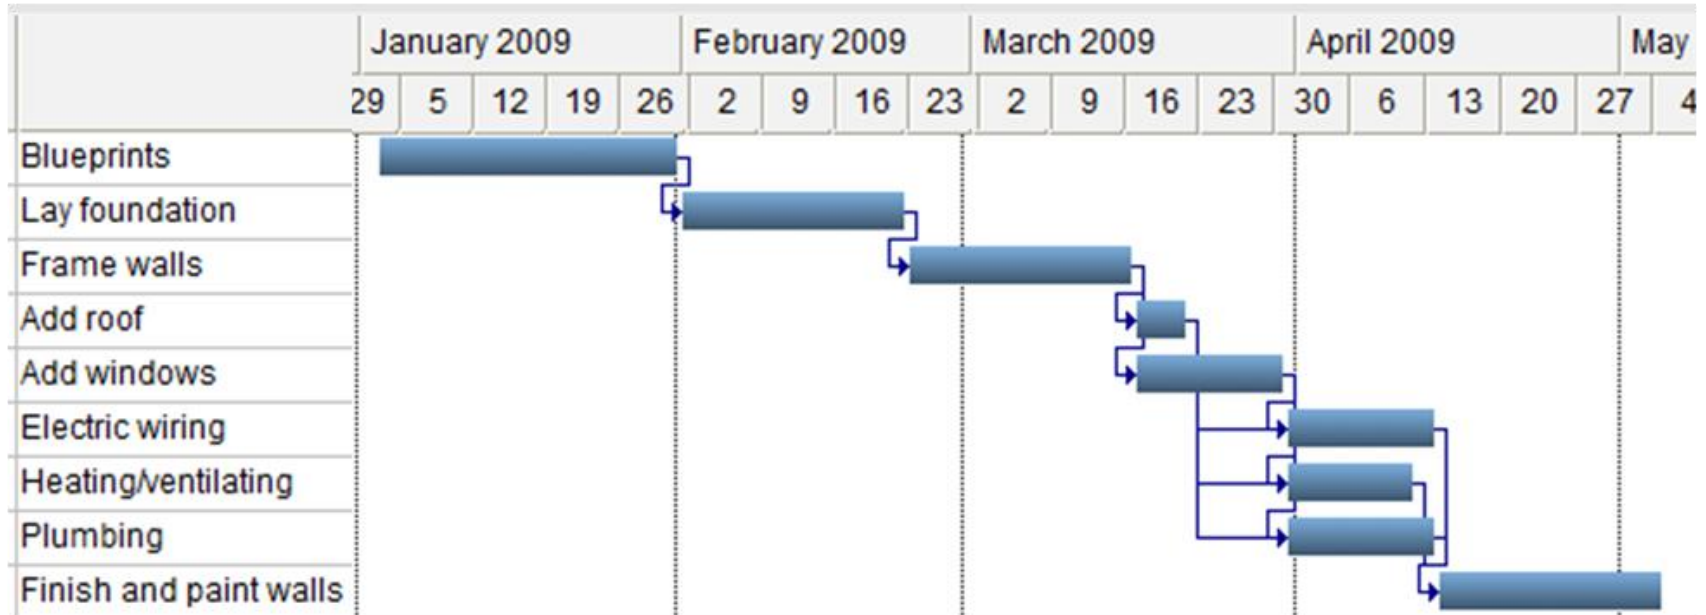 January 2009 February 2009 March 2009 April 2009 May
29 5 12 19 26 2 9 16 23 2 9 16 23 30 6 13 20 27 4
Blueprints
Lay foundation
Frame walls
Add roof
Add windows
Electric wiring
Heating/ventilating
Plumbing
Finish and paint walls